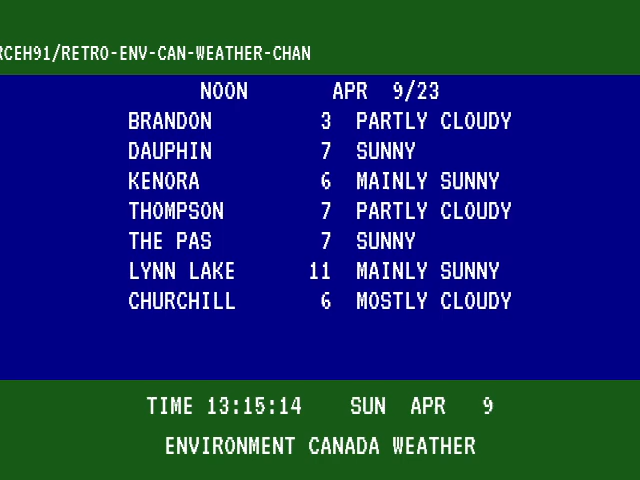 RCEH91/RETRO-ENV-CAN-WEATHER-CHAN
NOON APR 9/23
BRANDON 3 PARTLY CLOUDY
DAUPHIN 7 SUNNY
KENORA 6 MAINLY SUNNY
THOMPSON 7 PARTLY CLOUDY
THE PAS 7 SUNNY
LYNN LAKE 11 MAINLY SUNNY
CHURCHILL 6 MOSTLY CLOUDY
TIME 13:15:14 SUN APR 9
ENVIRONMENT CANADA WEATHER